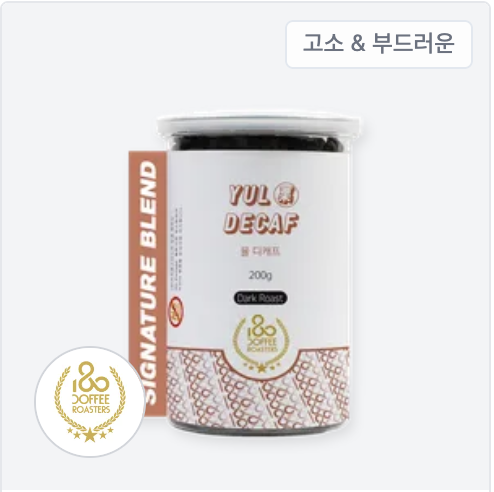 고소 & 부드러운
SIGNATURE BLEND
YUL 栗
DECAF
율 디카프
200g
Dark Roast
180
COFFEE
ROASTERS
180
COFFEE
ROASTERS